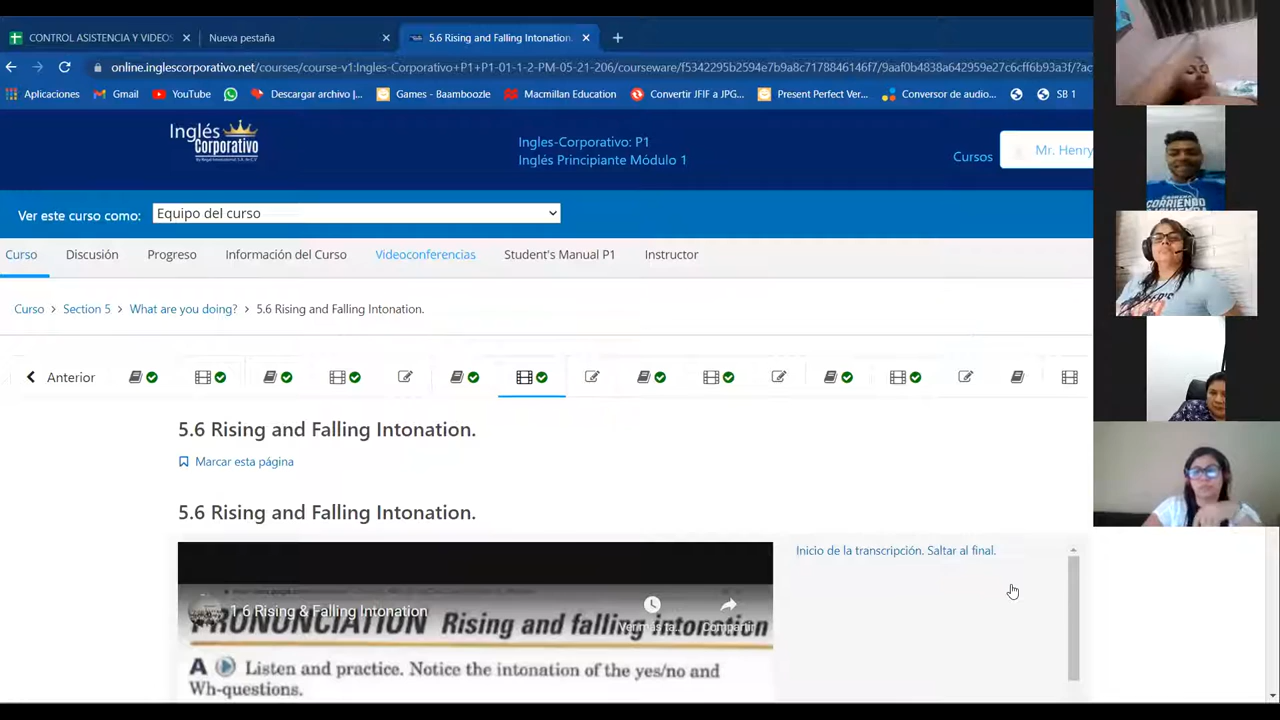 CONTROL ASISTENCIA Y VIDEOS
Nueva pestaña
5.6 Rising and Falling Intonation.
online.inglescorporativo.net/courses/course-v1:Ingles-Corporativo+P1+P1-01-1-2-PM-05-21-206/courseware/f5342295b2594e7b9a8c7178846146f7/9aaf0b4838a642959e27c6cff6b93a3f/?ac
Aplicaciones
Gmail
YouTube
Descargar archivo |...
Games - Baamboozle
Macmillan Education
Convertir JFIF a JPG...
Present Perfect Ver...
Conversor de audio...
SB 1
Inglés
Corporativo
Ingles-Corporativo: P1
Inglés Principiante Módulo 1
Cursos
Mr. Henry
Ver este curso como:
Equipo del curso
Curso
Discusión
Progreso
Información del Curso
Videoconferencias
Student's Manual P1
Instructor
Curso > Section 5 > What are you doing? > 5.6 Rising and Falling Intonation.
Anterior
5.6 Rising and Falling Intonation.
Marcar esta página
5.6 Rising and Falling Intonation.
Inicio de la transcripción. Saltar al final.
1 6 Rising & Falling Intonation
Ver más ta...
Compartir
PRONUNCIATION Rising and falling intonation
A Listen and practice. Notice the intonation of the yes/no and
Wh-questions.
CORRIENDO